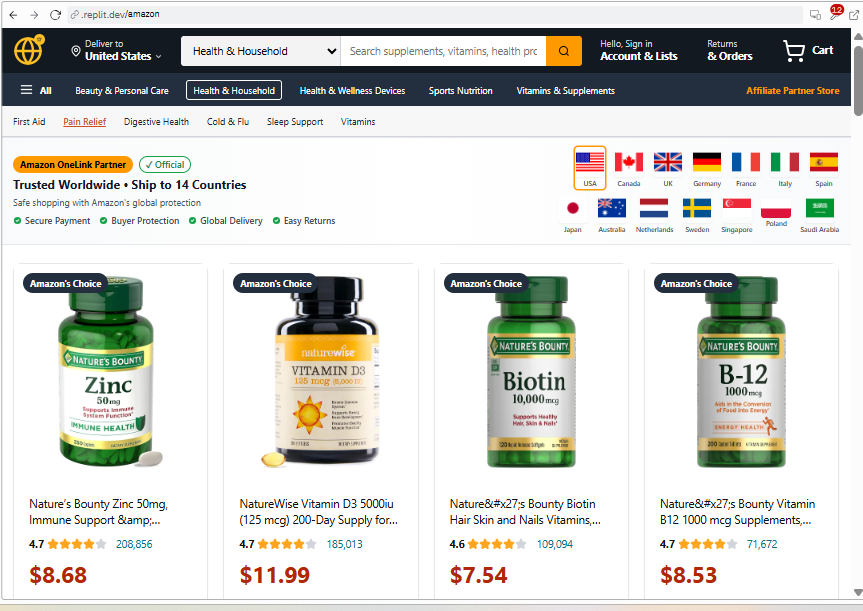 .replit.dev/amazon
12
Deliver to
United States
Health & Household
Search supplements, vitamins, health pro
Hello, Sign in
Account & Lists
Returns
& Orders
Cart
All
Beauty & Personal Care
Health & Household
Health & Wellness Devices
Sports Nutrition
Vitamins & Supplements
Affiliate Partner Store
First Aid
Pain Relief
Digestive Health
Cold & Flu
Sleep Support
Vitamins
Amazon OneLink Partner
✓ Official
Trusted Worldwide • Ship to 14 Countries
Safe shopping with Amazon's global protection
Secure Payment
Buyer Protection
Global Delivery
Easy Returns
USA
Canada
UK
Germany
France
Italy
Spain
Japan
Australia
Netherlands
Sweden
Singapore
Poland
Saudi Arabia
Amazon's Choice
NATURE'S BOUNTY
Zinc
50mg
Supports Immune
System Function*
IMMUNE HEALTH
Nature's Bounty Zinc 50mg,
Immune Support &amp;...
4.7
208,856
$8.68
Amazon's Choice
naturewise
VITAMIN D3
125 mcg (5,000 IU)
NatureWise Vitamin D3 5000iu
(125 mcg) 200-Day Supply for...
4.7
185,013
$11.99
Amazon's Choice
NATURE'S BOUNTY
Biotin
10,000mcg
Supports Healthy
Hair, Skin & Nails*
Nature&#x27;s Bounty Biotin
Hair Skin and Nails Vitamins,...
4.6
109,094
$7.54
Amazon's Choice
NATURE'S BOUNTY
B-12
1000 mcg
Aids in the Conversion
of Food into Energy*
ENERGY HEALTH
Nature&#x27;s Bounty Vitamin
B12 1000 mcg Supplements,...
4.7
71,672
$8.53